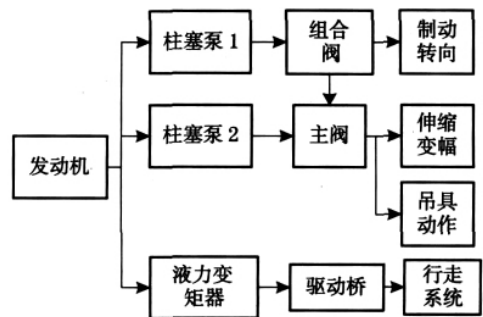 柱塞泵 1
组合
阀
制动
转向
发动机
柱塞泵 2
主阀
伸缩
变幅
吊具
动作
液力变
矩器
驱动桥
行走
系统